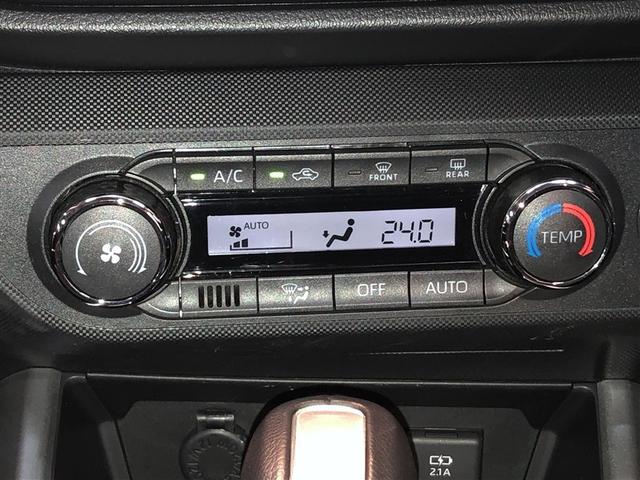 A/C
FRONT
REAR
AUTO
24.0
TEMP
OFF
AUTO
2.1A